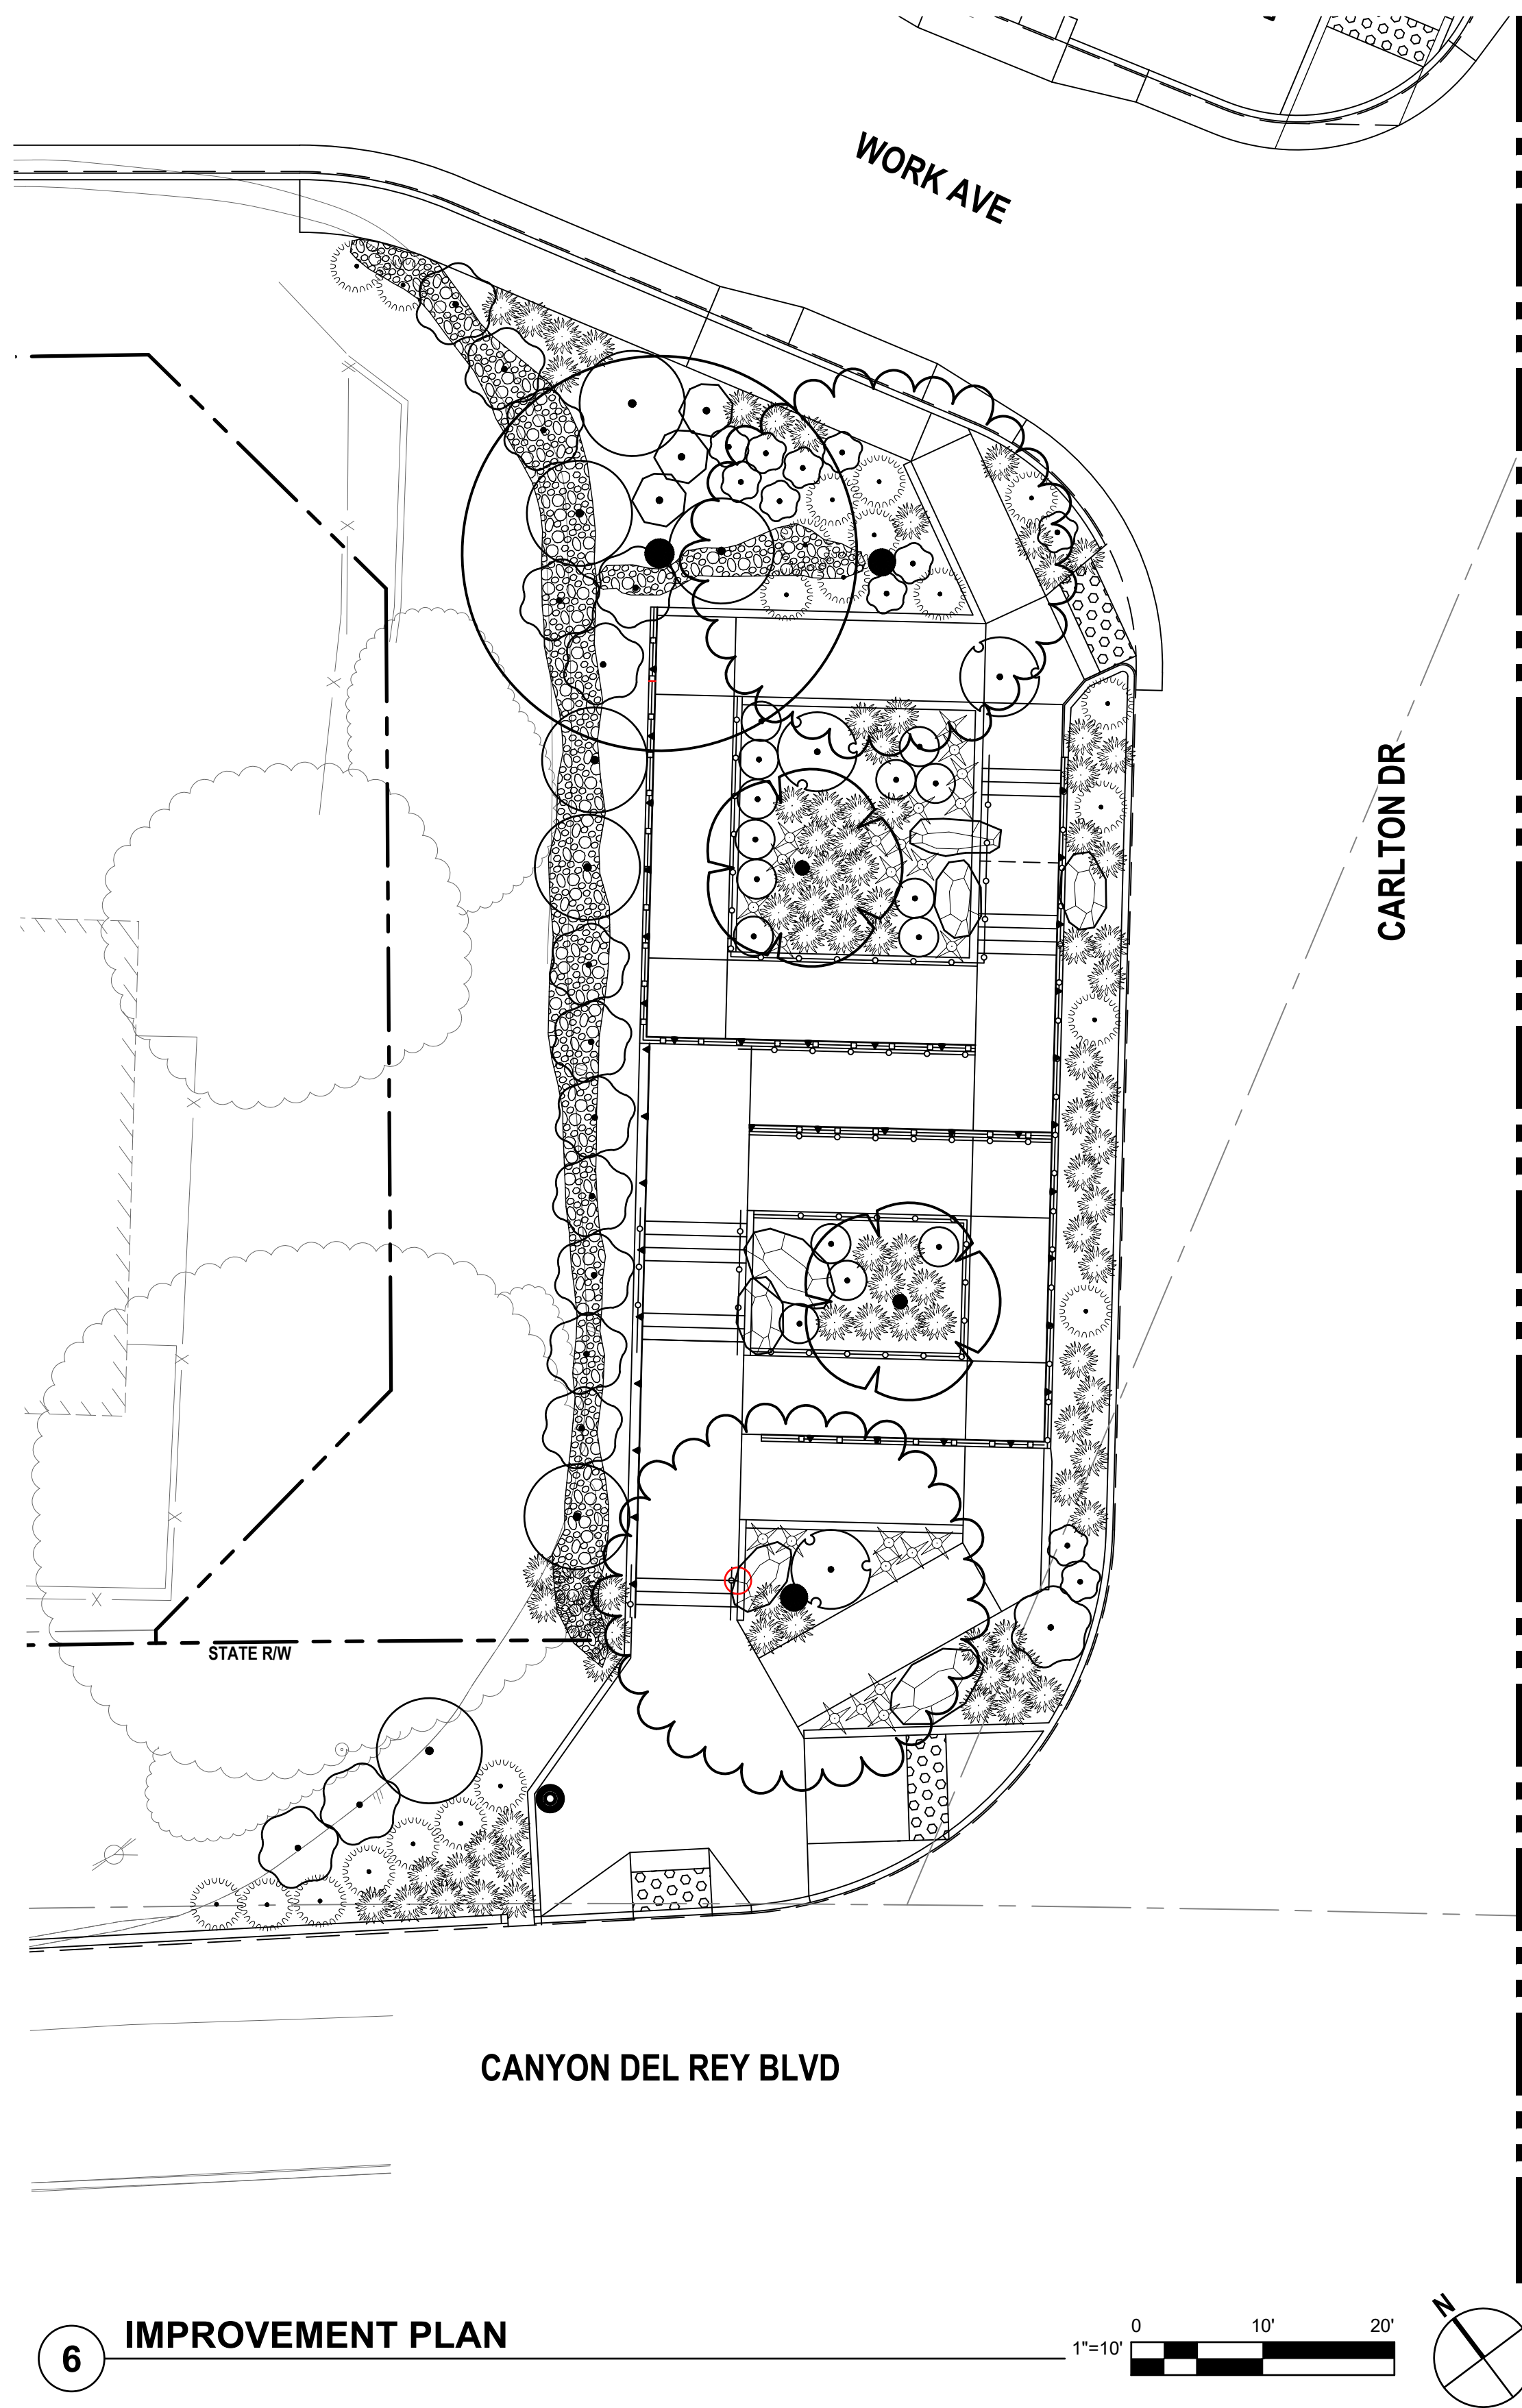 WORK AVE
CARLTON DR
STATE R/W
CANYON DEL REY BLVD
6
IMPROVEMENT PLAN
1"=10'
0 10' 20'
N